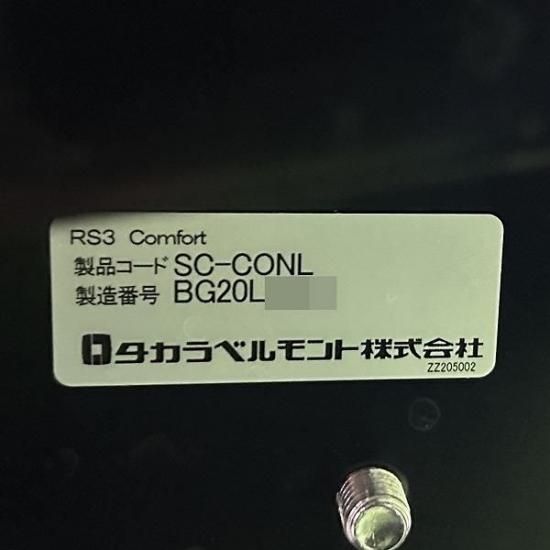 RS3 Comfort
製品コード SC-CONL
製造番号 BG20L
タカラベルモント株式会社
ZZ205002